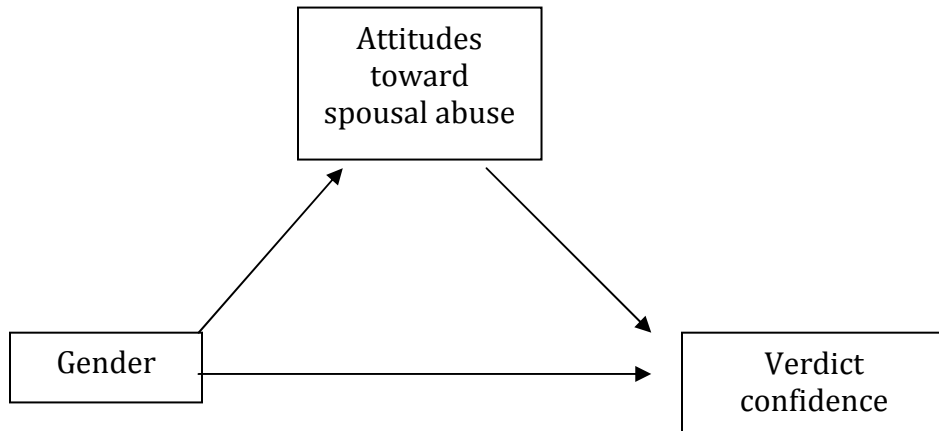 Attitudes
toward
spousal abuse
Gender
Verdict
confidence